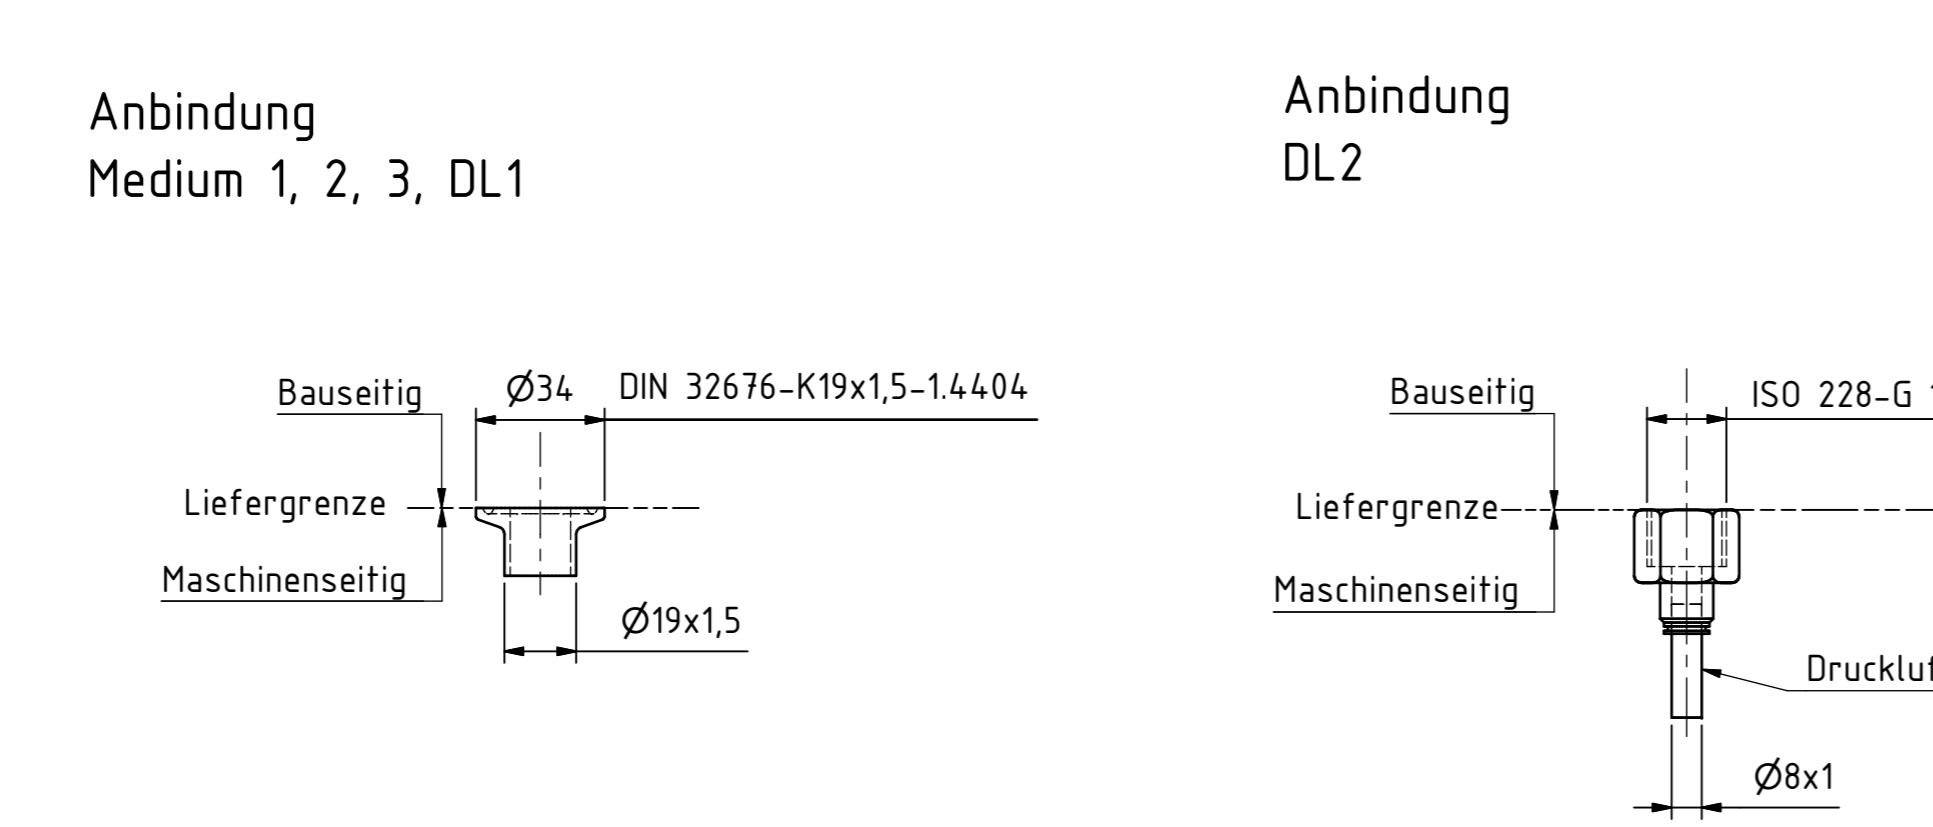 Anbindung
Medium 1, 2, 3, DL1
Bauseitig
Ø34
DIN 32676-K19x1,5-1.4404
Liefergrenze
Maschinenseitig
Ø19x1,5
Anbindung
DL2
Bauseitig
ISO 228-G
Liefergrenze
Maschinenseitig
Ø8x1